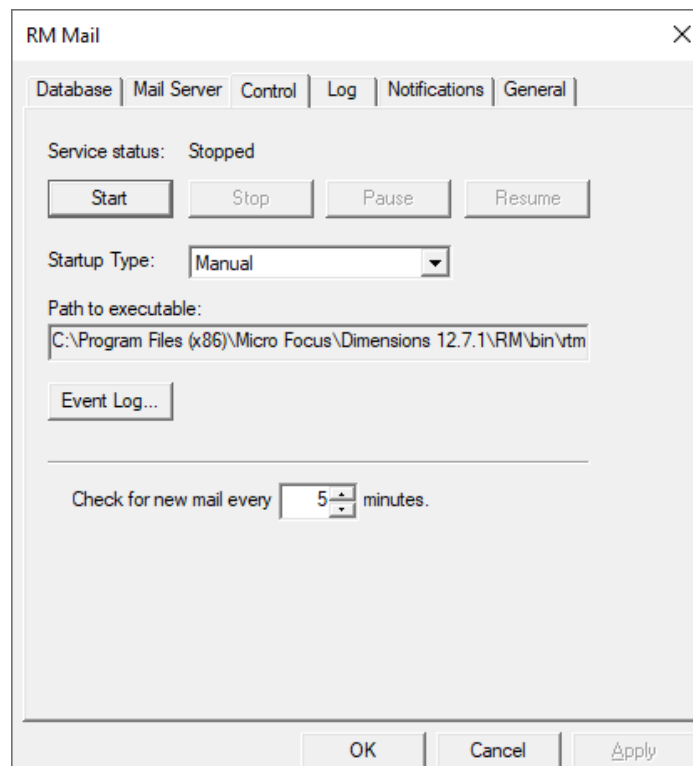 RM Mail
Database Mail Server Control Log Notifications General
Service status: Stopped
Start Stop Pause Resume
Startup Type: Manual
Path to executable:
C:\Program Files (x86)\Micro Focus\Dimensions 12.7.1\RM\bin\rtm
Event Log...
Check for new mail every 5 minutes.
OK Cancel Apply